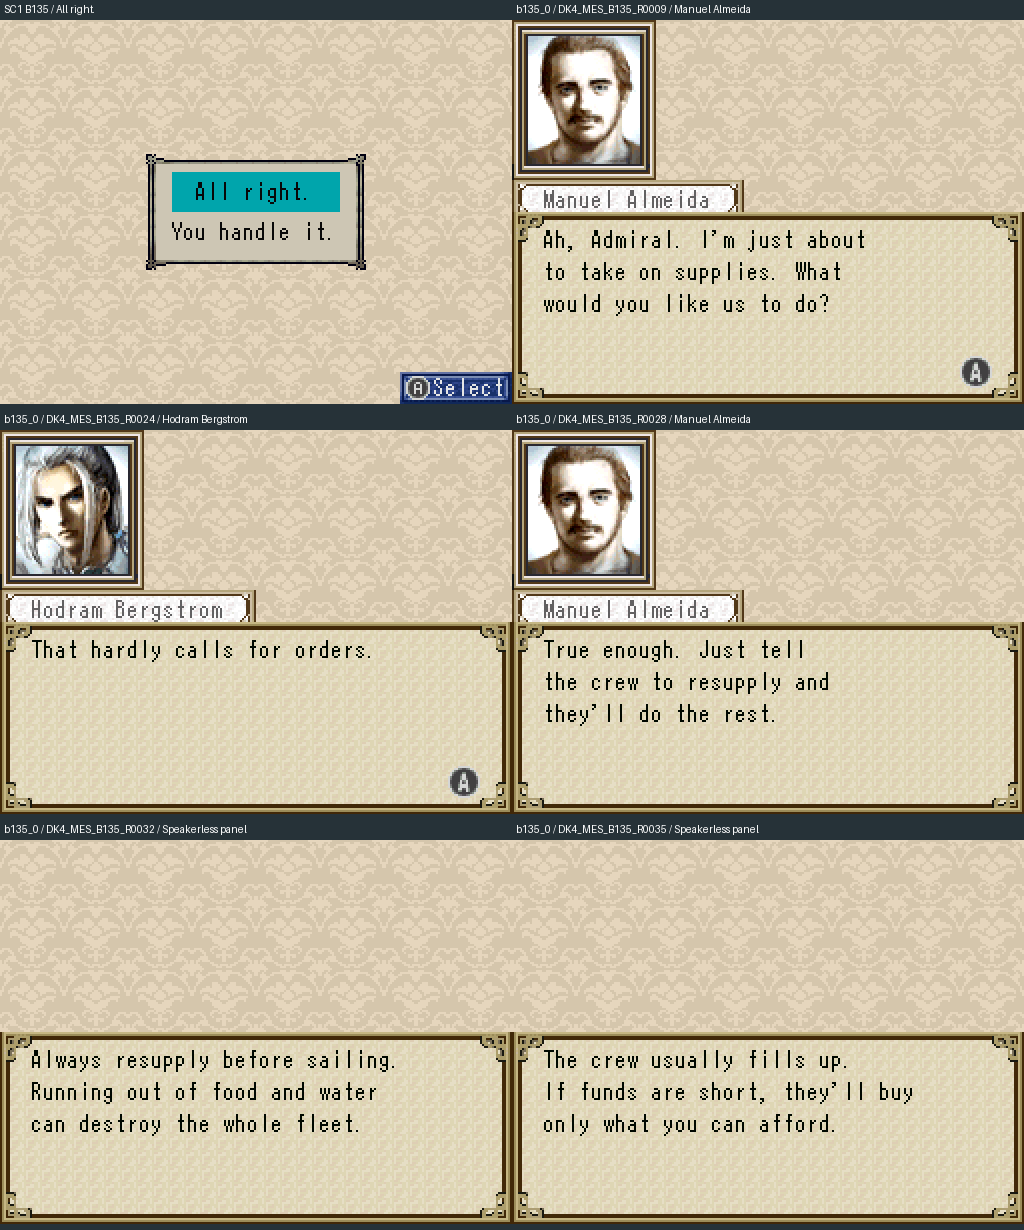 SC1 B135 / All right.
All right.
You handle it.
A Select
b135_0 / DK4_MES_B135_R0009 / Manuel Almeida
Manuel Almeida
Ah, Admiral. I'm just about
to take on supplies. What
would you like us to do?
A
b135_0 / DK4_MES_B135_R0024 / Hodram Bergstrom
Hodram Bergstrom
That hardly calls for orders.
A
b135_0 / DK4_MES_B135_R0028 / Manuel Almeida
Manuel Almeida
True enough. Just tell
the crew to resupply and
they'll do the rest.
b135_0 / DK4_MES_B135_R0032 / Speakerless panel
Always resupply before sailing.
Running out of food and water
can destroy the whole fleet.
b135_0 / DK4_MES_B135_R0035 / Speakerless panel
The crew usually fills up.
If funds are short, they'll buy
only what you can afford.